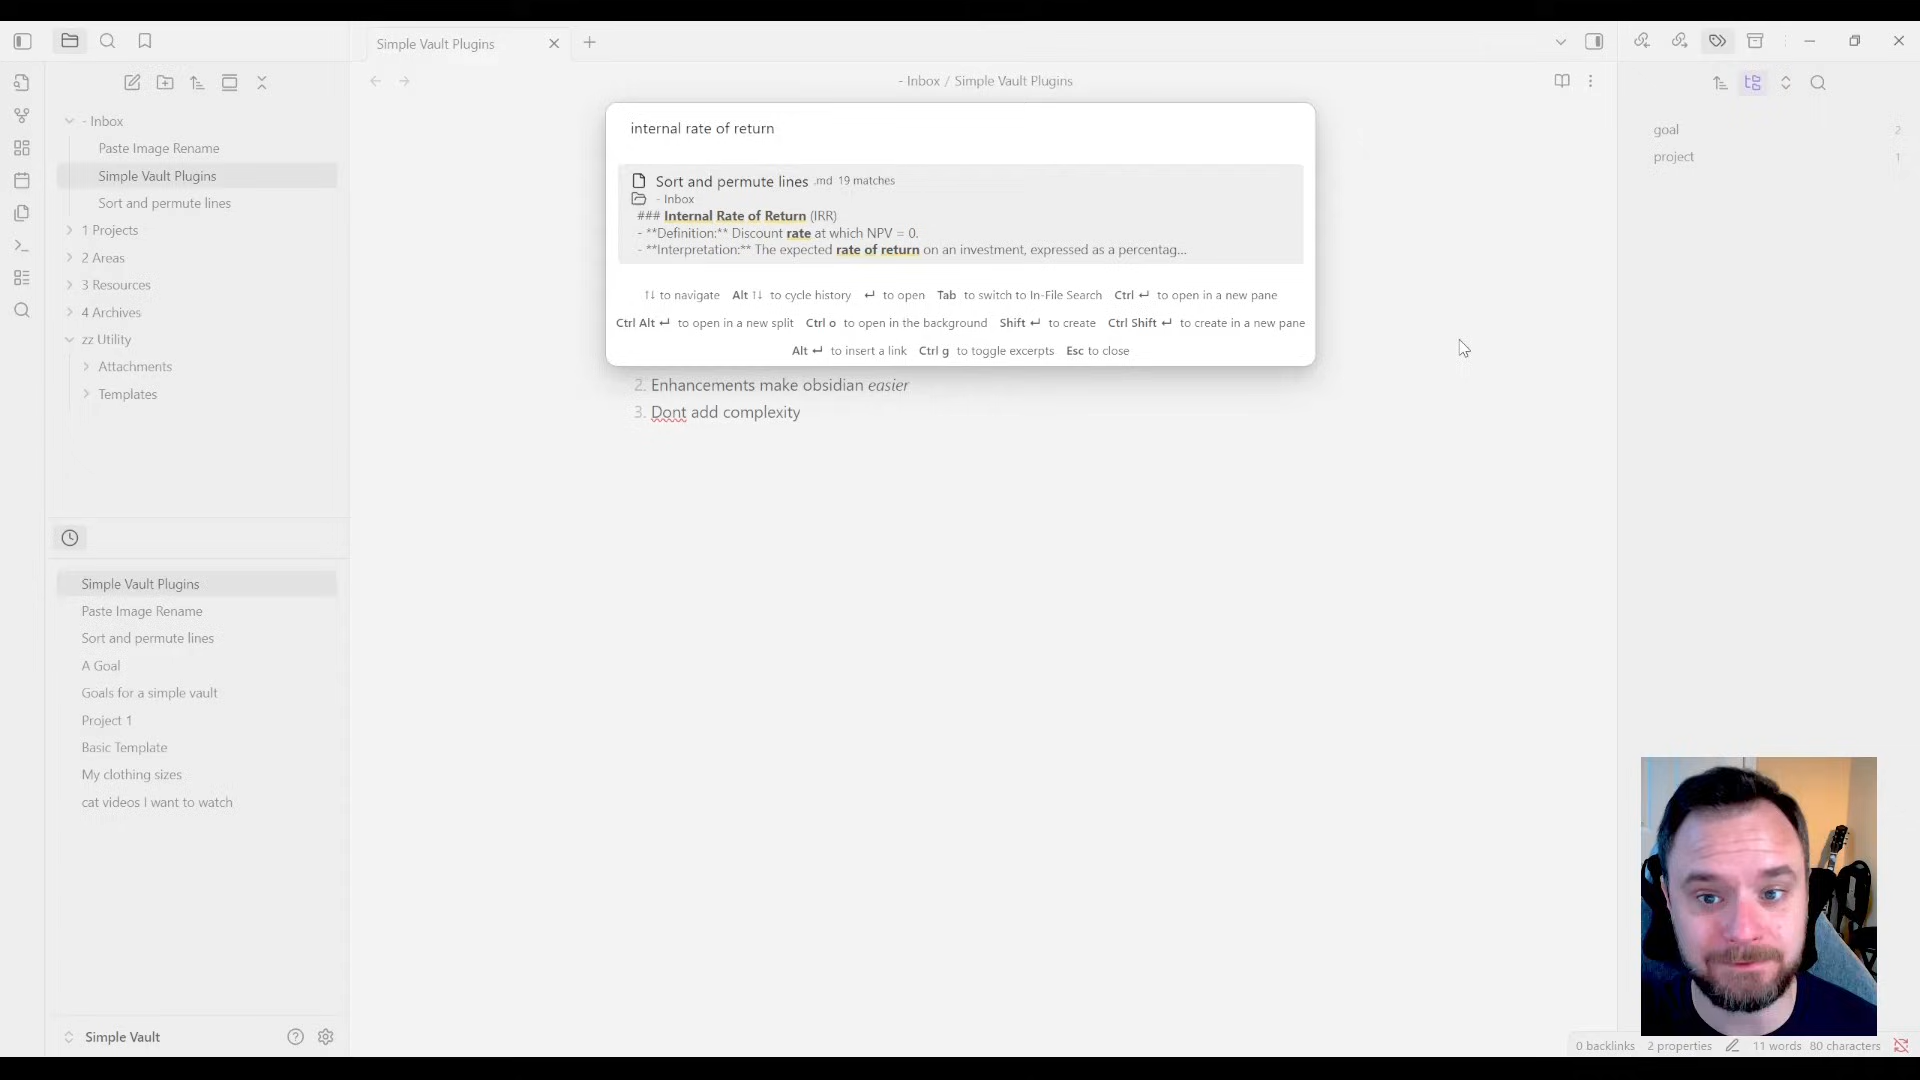 Simple Vault Plugins
- Inbox / Simple Vault Plugins
- Inbox
Paste Image Rename
Simple Vault Plugins
Sort and permute lines
1 Projects
2 Areas
3 Resources
4 Archives
zz Utility
Attachments
Templates
Simple Vault Plugins
Paste Image Rename
Sort and permute lines
A Goal
Goals for a simple vault
Project 1
Basic Template
My clothing sizes
cat videos I want to watch
Simple Vault
internal rate of return
Sort and permute lines .md 19 matches
- Inbox
### Internal Rate of Return (IRR)
- **Definition:** Discount rate at which NPV = 0.
- **Interpretation:** The expected rate of return on an investment, expressed as a percentag...
↑↓ to navigate Alt ↑↓ to cycle history ↵ to open Tab to switch to In-File Search Ctrl ↵ to open in a new pane
Ctrl Alt ↵ to open in a new split Ctrl o to open in the background Shift ↵ to create Ctrl Shift ↵ to create in a new pane
Alt ↵ to insert a link Ctrl g to toggle excerpts Esc to close
2. Enhancements make obsidian easier
3. Dont add complexity
goal 2
project 1
0 backlinks 2 properties 11 words 80 characters